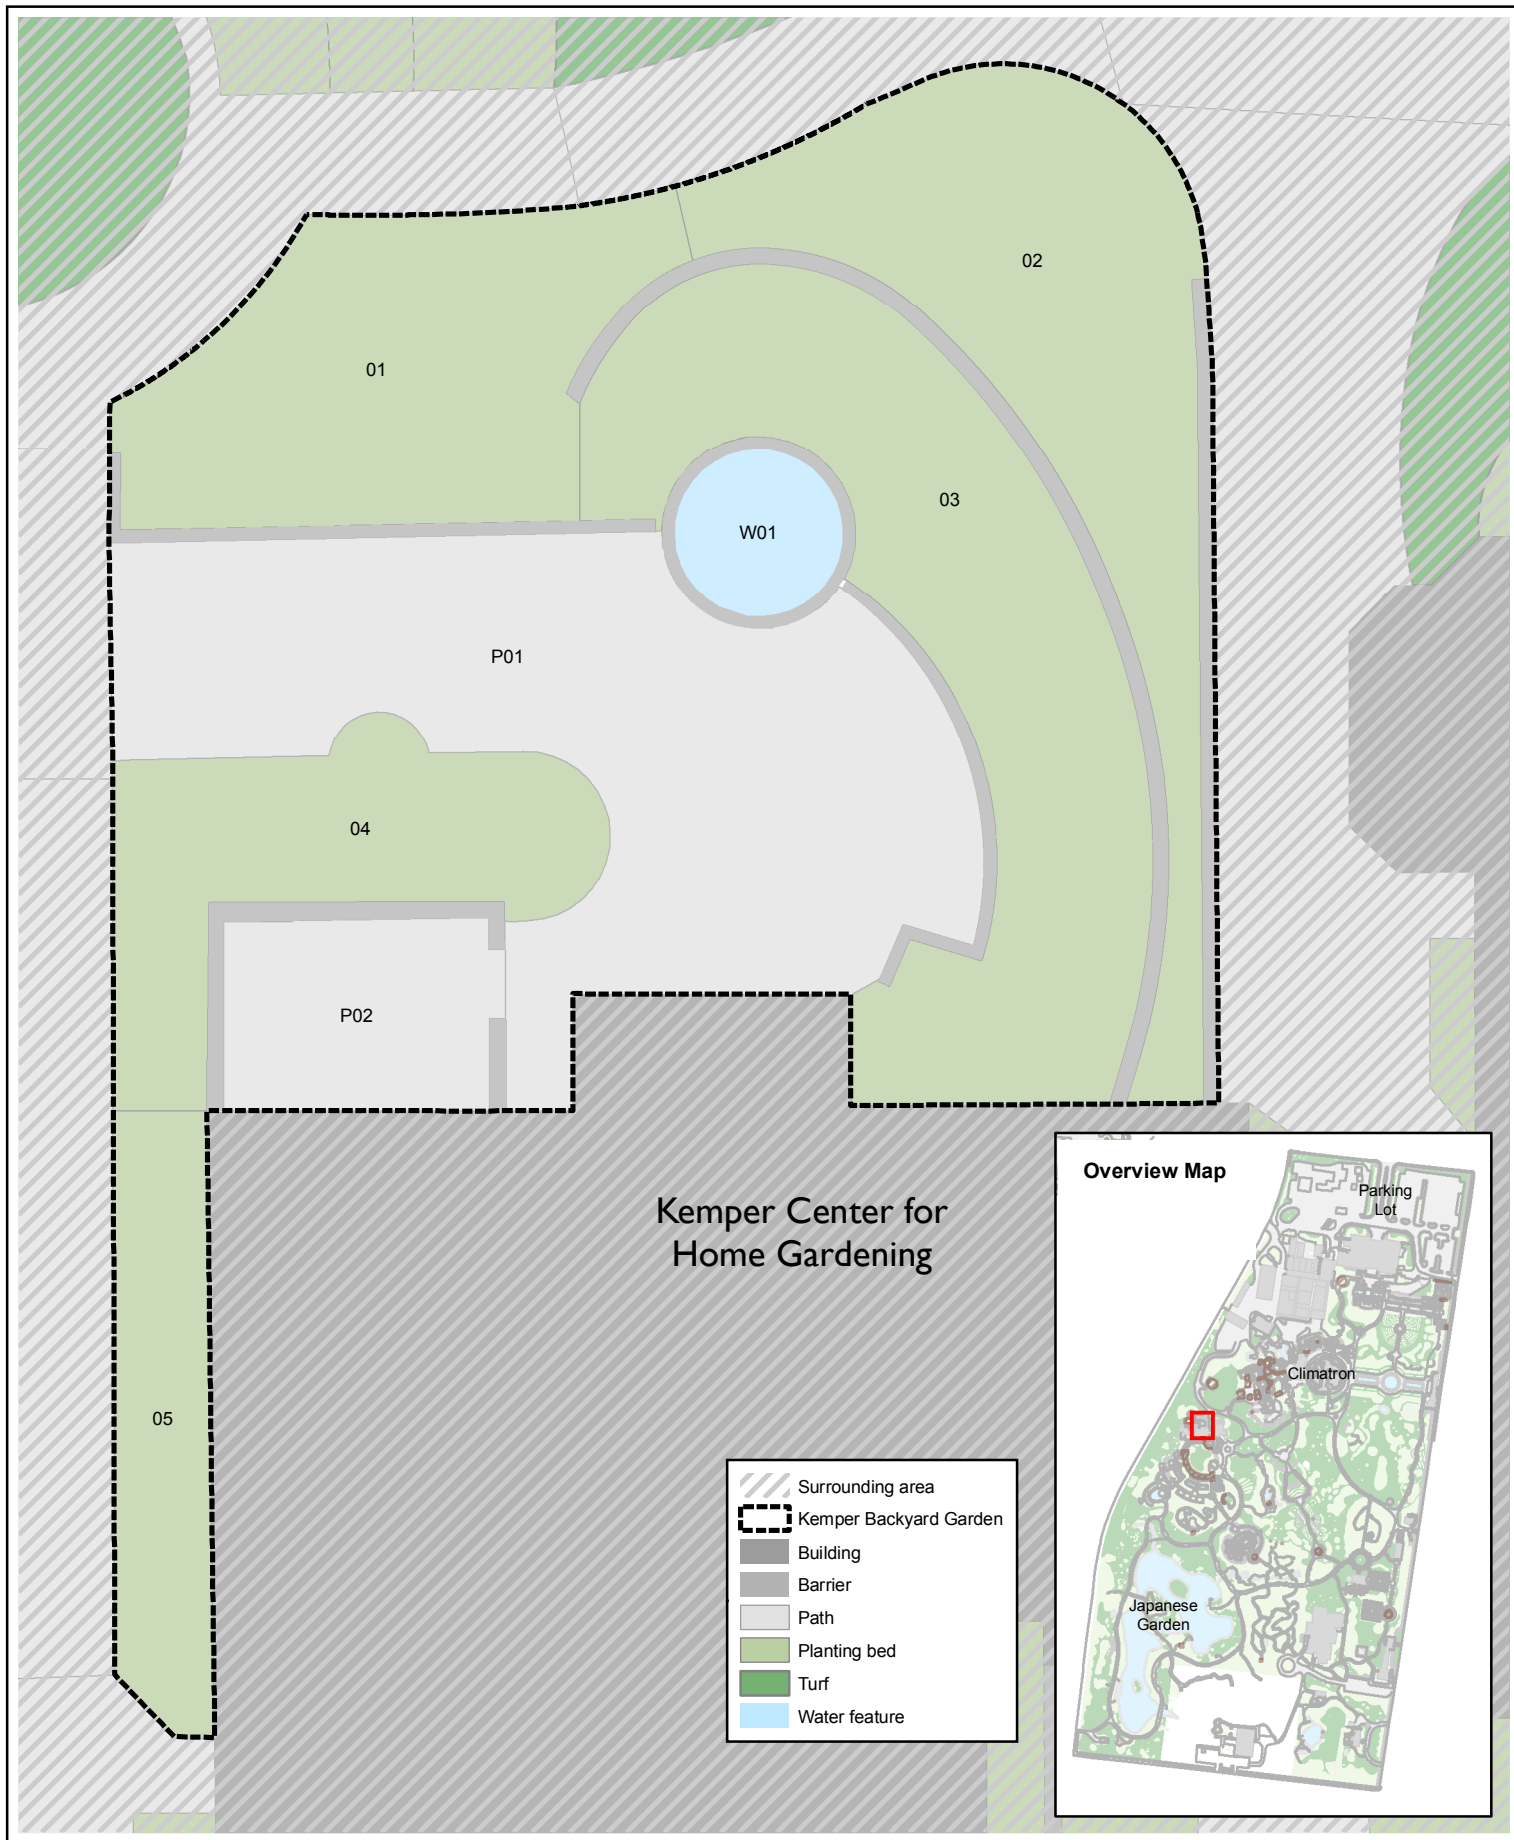 02
01
03
W01
P01
04
P02
Kemper Center for
Home Gardening
05
Overview Map
Parking
Lot
Climatron
Japanese
Garden
Surrounding area
Kemper Backyard Garden
Building
Barrier
Path
Planting bed
Turf
Water feature